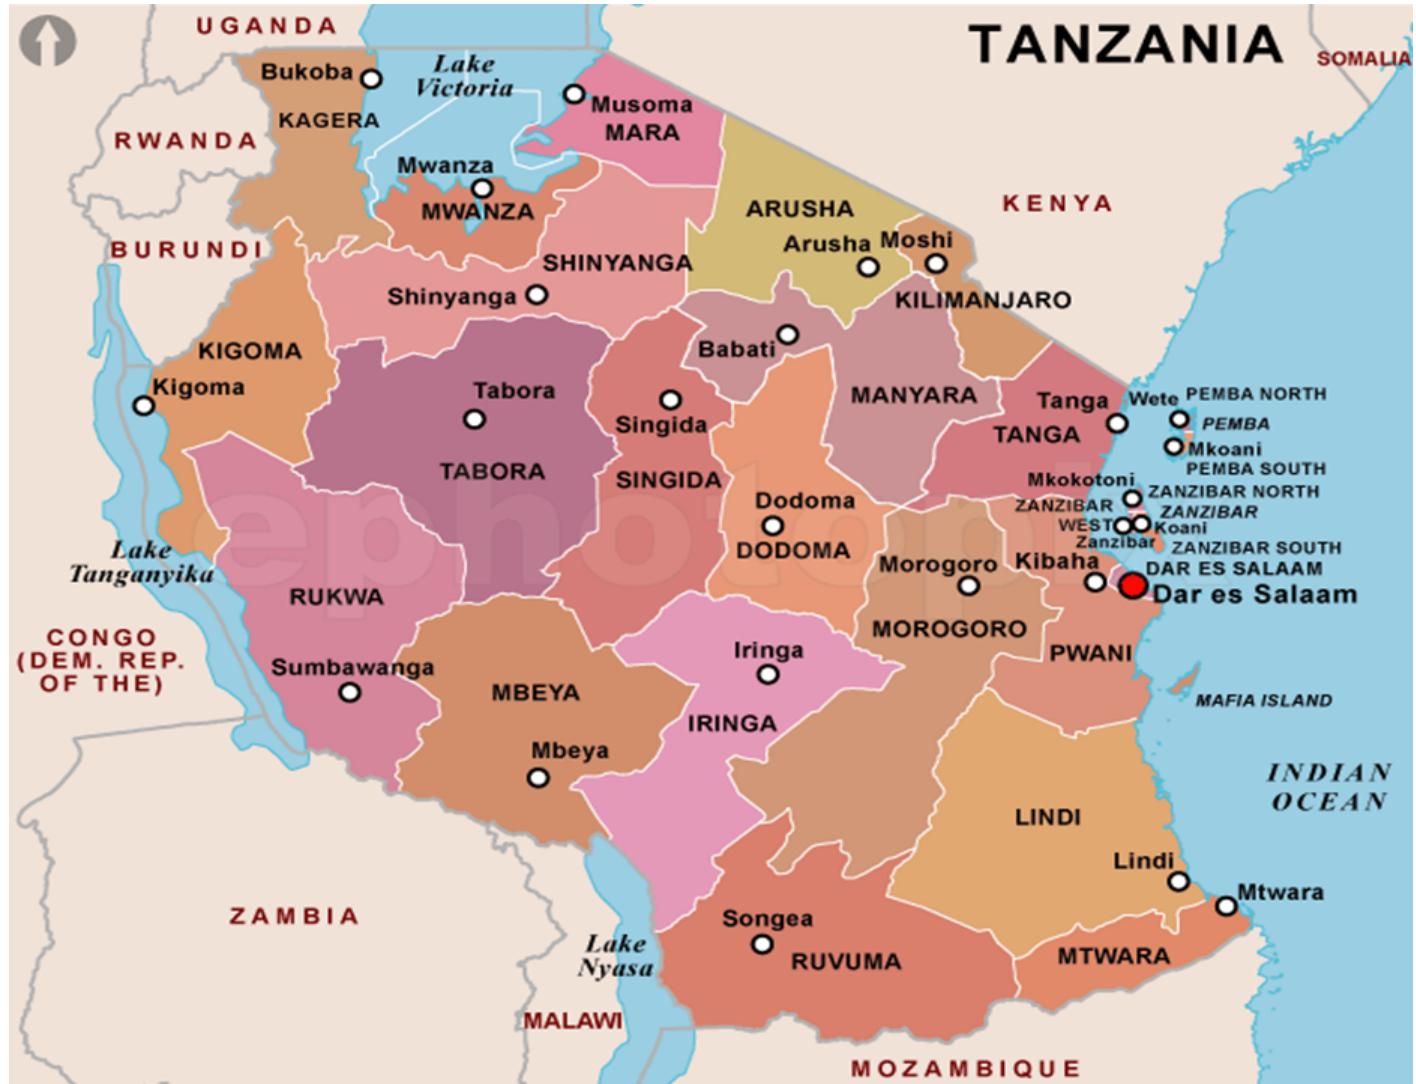 UGANDA
TANZANIA
SOMALIA
Bukoba
Lake
Victoria
KAGERA
Musoma
MARA
RWANDA
Mwanza
MWANZA
ARUSHA
KENYA
Arusha
Moshi
BURUNDI
SHINYANGA
Shinyanga
KILIMANJARO
KIGOMA
Kigoma
Babati
Tabora
TABORA
Singida
SINGIDA
MANYARA
Tanga
TANGA
Wete
PEMBA NORTH
PEMBA
Mkoani
PEMBA SOUTH
Mkokotoni
ZANZIBAR NORTH
ZANZIBAR
WEST
ZANZIBAR
Koani
Zanzibar
ZANZIBAR SOUTH
Dodoma
DODOMA
Morogoro
MOROGORO
Kibaha
DAR ES SALAAM
Dar es Salaam
Lake
Tanganyika
RUKWA
CONGO
(DEM. REP.
OF THE)
Sumbawanga
MBEYA
Mbeya
Iringa
IRINGA
PWANI
MAFIA ISLAND
INDIAN
OCEAN
LINDI
Lindi
Mtwara
MTWARA
ZAMBIA
Songea
RUVUMA
Lake
Nyasa
MALAWI
MOZAMBIQUE